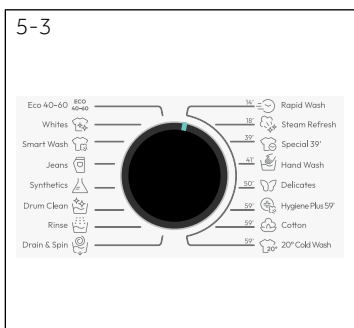 5-3
Eco 40-60 ECO 40-60 14' Rapid Wash
Whites 18' Steam Refresh
Smart Wash 39' Special 39'
Jeans 41' Hand Wash
Synthetics 50' Delicates
Drum Clean 59' Hygiene Plus 59'
Rinse 59' Cotton
Drain & Spin 59' 20° 20° Cold Wash